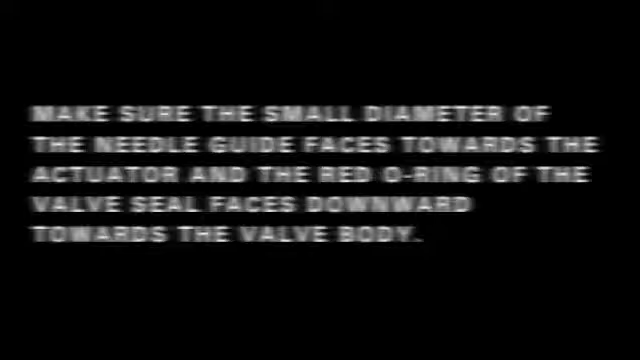 MAKE SURE THE SMALL DIAMETER OF
THE NEEDLE GUIDE FACES TOWARDS THE
ACTUATOR AND THE RED O-RING OF THE
VALVE SEAL FACES DOWNWARD
TOWARDS THE VALVE BODY.